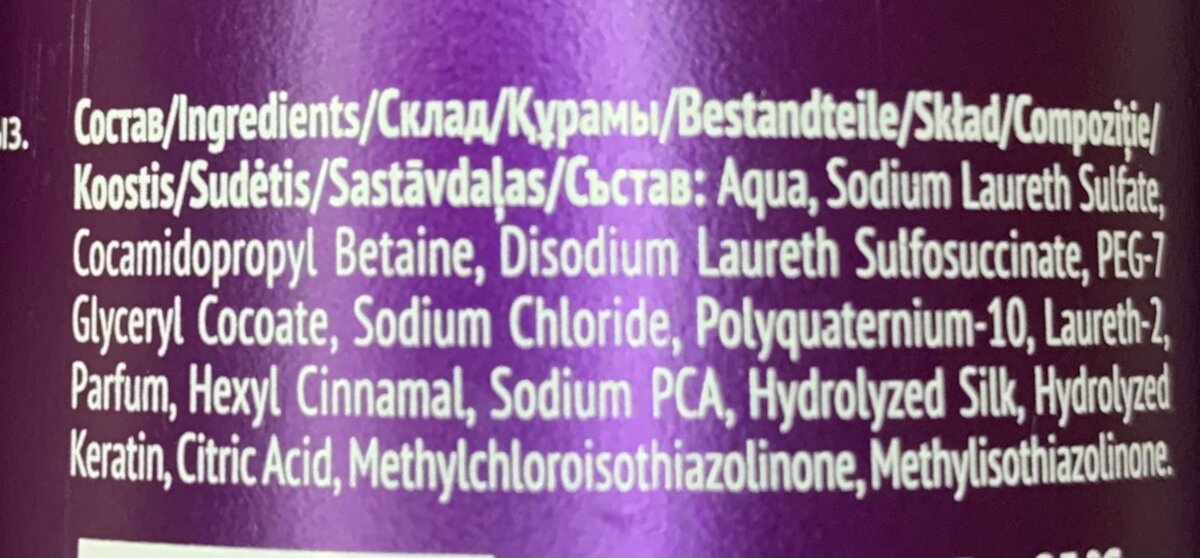 ыз.
Состав/Ingredients/Склад/Құрамы/Bestandteile/Skład/Compoziție/
Koostis/Sudėtis/Sastāvdaļas/Състав: Aqua, Sodium Laureth Sulfate,
Cocamidopropyl Betaine, Disodium Laureth Sulfosuccinate, PEG-7
Glyceryl Cocoate, Sodium Chloride, Polyquaternium-10, Laureth-2,
Parfum, Hexyl Cinnamal, Sodium PCA, Hydrolyzed Silk, Hydrolyzed
Keratin, Citric Acid, Methylchloroisothiazolinone, Methylisothiazolinone.